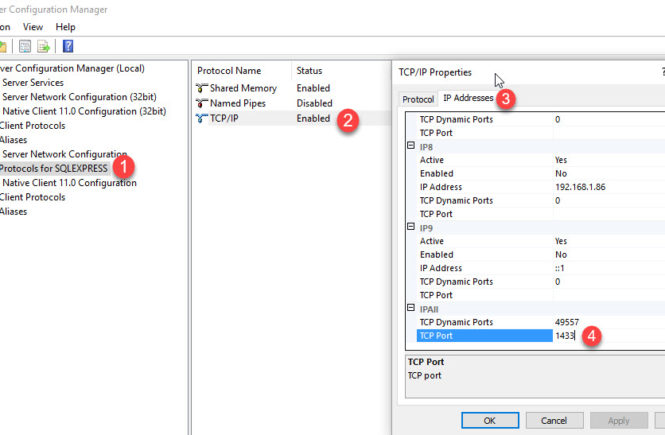 er Configuration Manager
on View Help
ver Configuration Manager (Local)
Server Services
Server Network Configuration (32bit)
Native Client 11.0 Configuration (32bit)
Client Protocols
Aliases
Server Network Configuration
Protocols for SQLEXPRESS
1
Native Client 11.0 Configuration
Client Protocols
Aliases
Protocol Name Status
Shared Memory Enabled
Named Pipes Disabled
TCP/IP Enabled
2
TCP/IP Properties ?
Protocol IP Addresses 3
TCP Dynamic Ports 0
TCP Port
IP8
Active Yes
Enabled No
IP Address 192.168.1.86
TCP Dynamic Ports 0
TCP Port
IP9
Active Yes
Enabled No
IP Address ::1
TCP Dynamic Ports 0
TCP Port
IPAll
TCP Dynamic Ports 49557
TCP Port 1433 4
TCP Port
TCP port
OK Cancel Apply